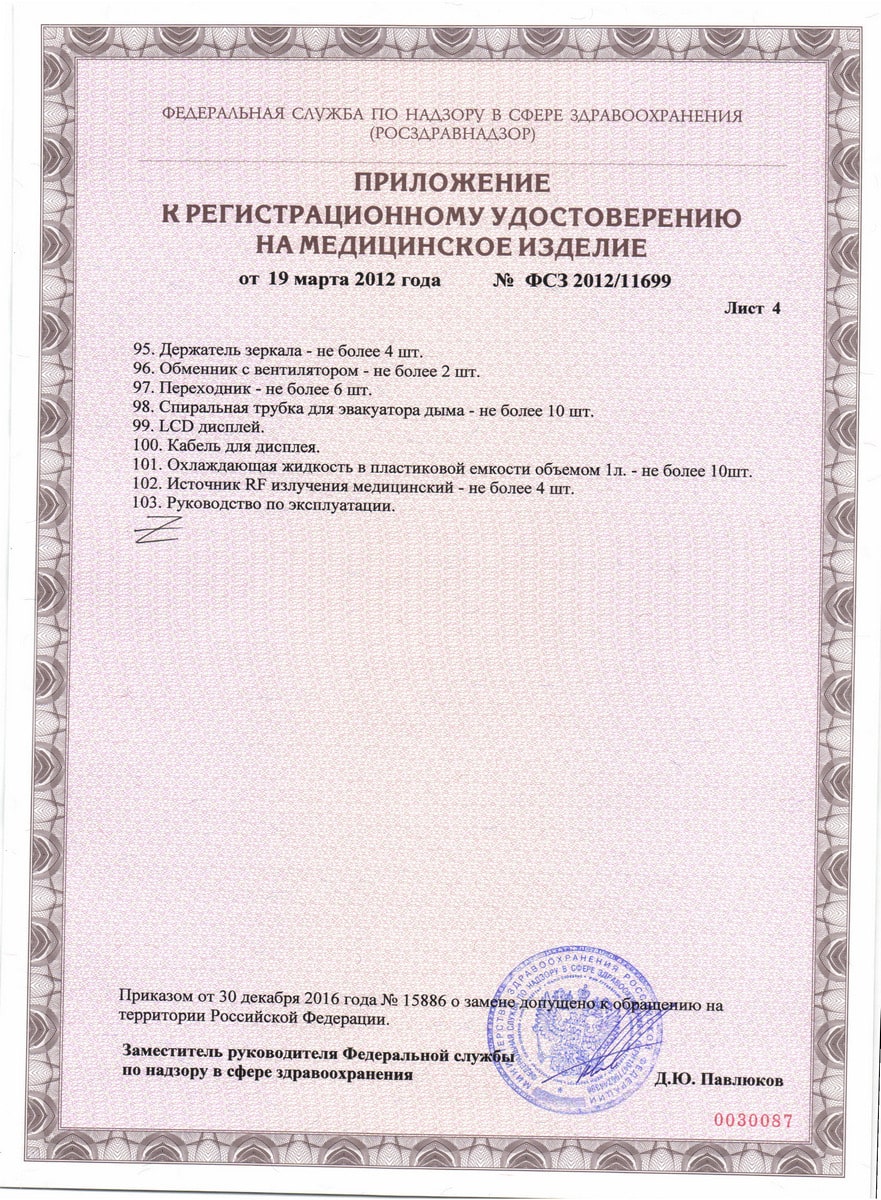 ФЕДЕРАЛЬНАЯ СЛУЖБА ПО НАДЗОРУ В СФЕРЕ ЗДРАВООХРАНЕНИЯ
(РОСЗДРАВНАДЗОР)
ПРИЛОЖЕНИЕ
К РЕГИСТРАЦИОННОМУ УДОСТОВЕРЕНИЮ
НА МЕДИЦИНСКОЕ ИЗДЕЛИЕ
от 19 марта 2012 года № ФСЗ 2012/11699
Лист 4
95. Держатель зеркала - не более 4 шт.
96. Обменник с вентилятором - не более 2 шт.
97. Переходник - не более 6 шт.
98. Спиральная трубка для эвакуатора дыма - не более 10 шт.
99. LCD дисплей.
100. Кабель для дисплея.
101. Охлаждающая жидкость в пластиковой емкости объемом 1л. - не более 10шт.
102. Источник RF излучения медицинский - не более 4 шт.
103. Руководство по эксплуатации.
Приказом от 30 декабря 2016 года № 15886 о замене допущено к обращению на
территории Российской Федерации.
Заместитель руководителя Федеральной службы
по надзору в сфере здравоохранения
Д.Ю. Павлюков
0030087